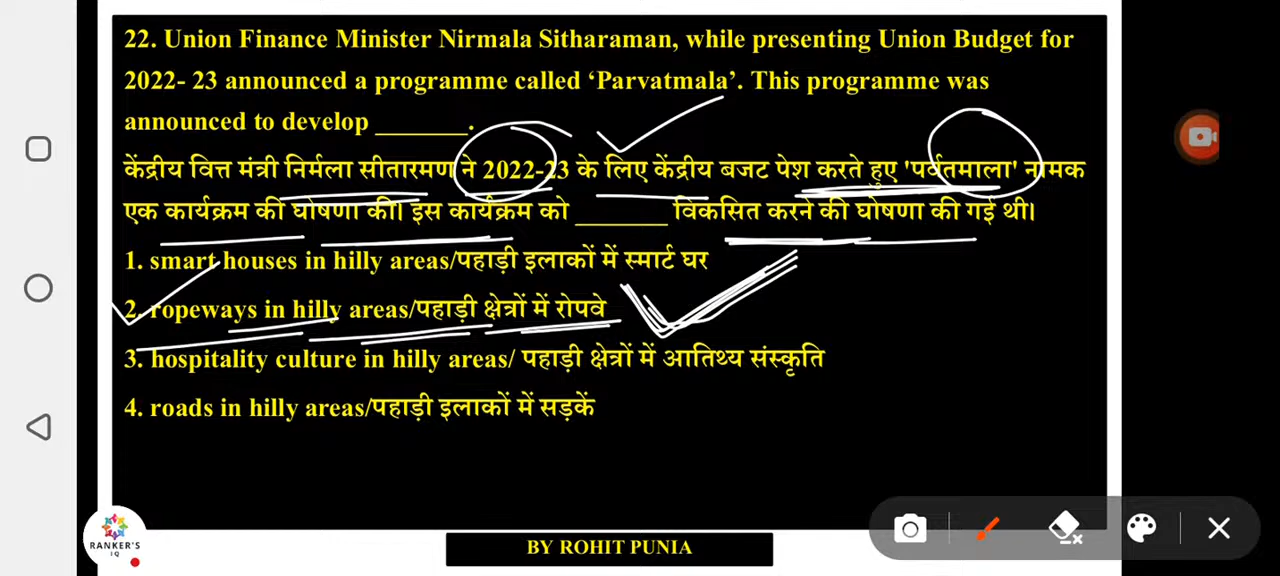 22. Union Finance Minister Nirmala Sitharaman, while presenting Union Budget for
2022- 23 announced a programme called ‘Parvatmala’. This programme was
announced to develop _______.
केंद्रीय वित्त मंत्री निर्मला सीतारमण ने 2022-23 के लिए केंद्रीय बजट पेश करते हुए 'पर्वतमाला' नामक
एक कार्यक्रम की घोषणा की। इस कार्यक्रम को _______ विकसित करने की घोषणा की गई थी।
1. smart houses in hilly areas/पहाड़ी इलाकों में स्मार्ट घर
2. ropeways in hilly areas/पहाड़ी क्षेत्रों में रोपवे
3. hospitality culture in hilly areas/ पहाड़ी क्षेत्रों में आतिथ्य संस्कृति
4. roads in hilly areas/पहाड़ी इलाकों में सड़कें
RANKER'S
IQ
BY ROHIT PUNIA